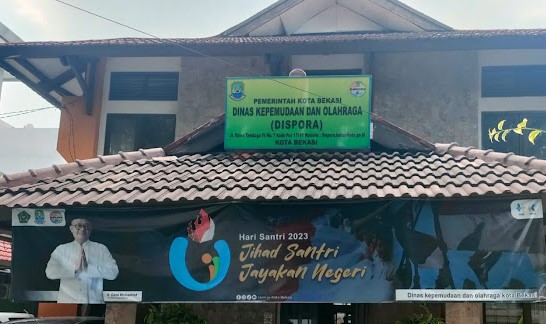 PEMERINTAH KOTA BEKASI
DINAS KEPEMUDAAN DAN OLAHRAGA
(DISPORA)
KOTA BEKASI
Hari Santri 2023
Jihad Santri
Jayakan Negeri
Dinas kepemudaan dan olahraga kota Bekasi